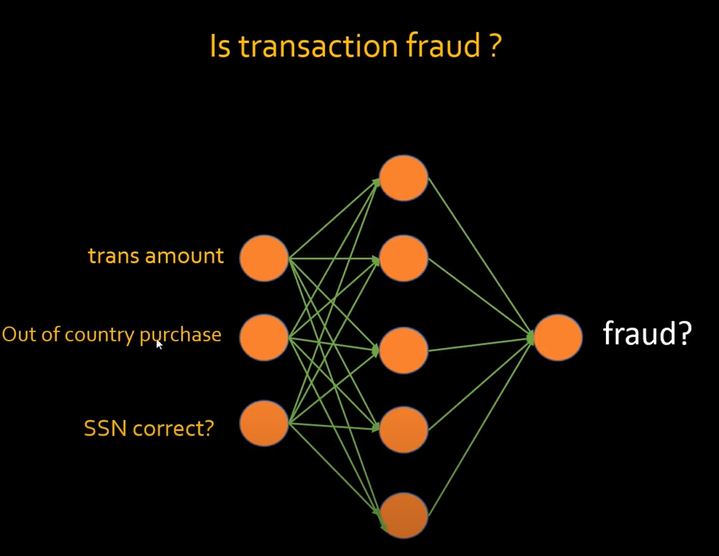 Is transaction fraud ?
trans amount
Out of country purchase
fraud?
SSN correct?